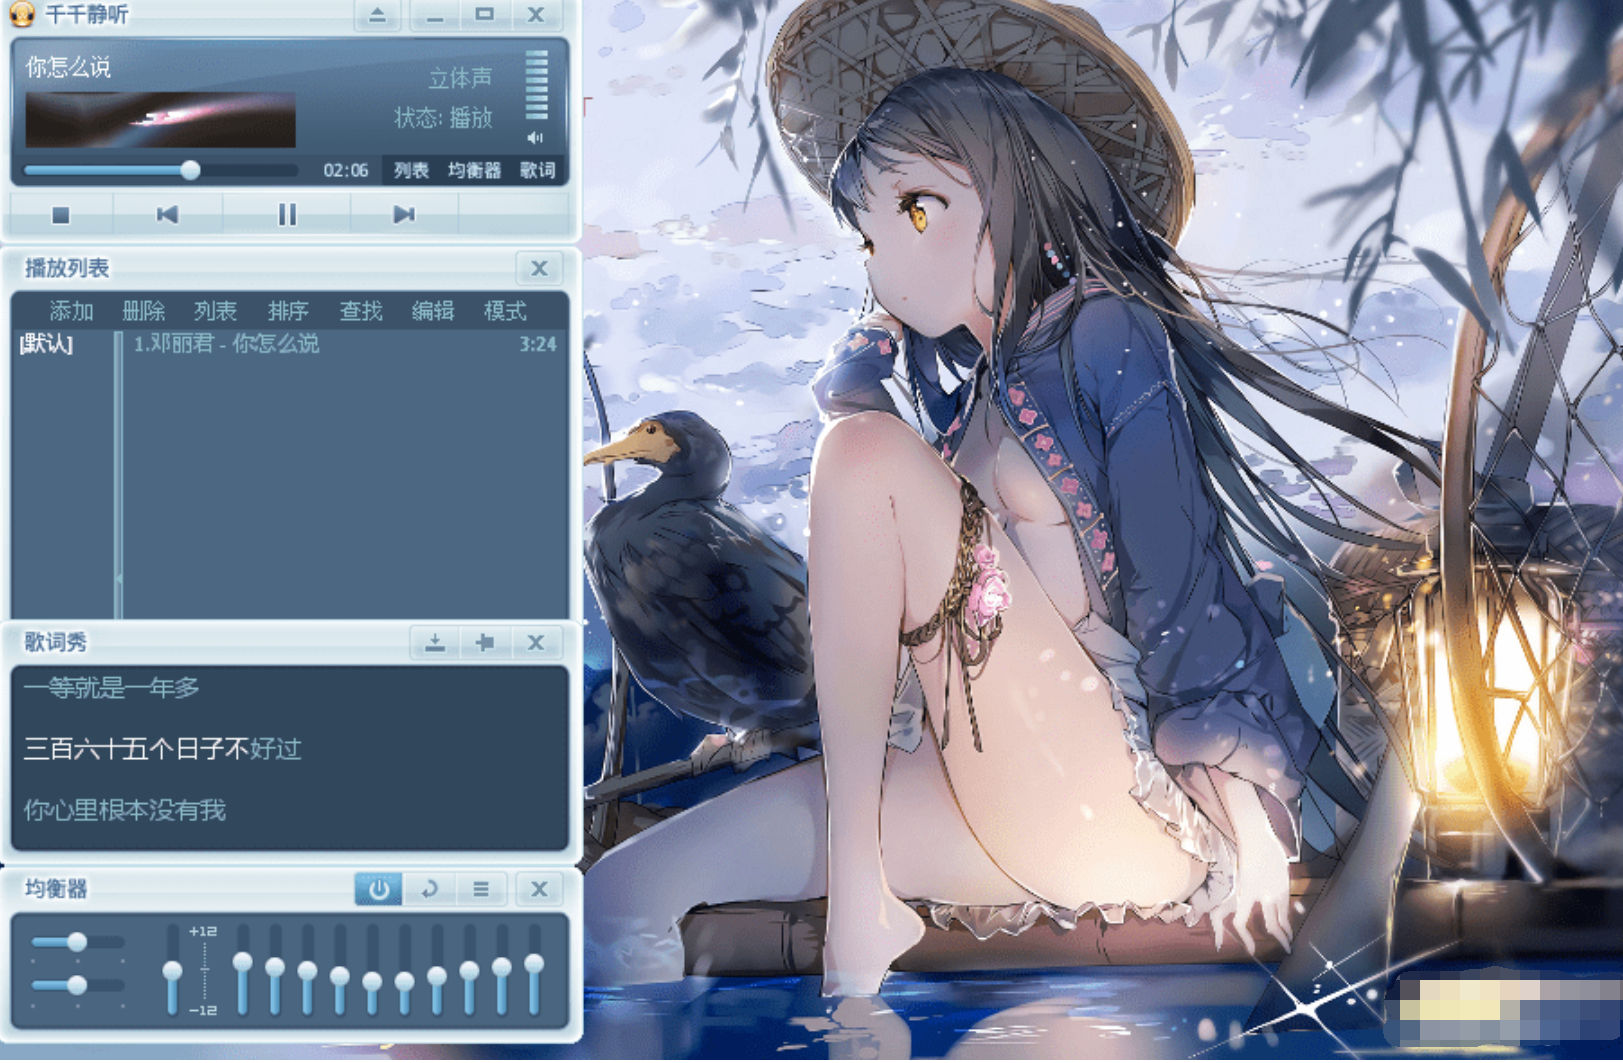 千千静听
你怎么说
立体声
状态: 播放
02:06 列表 均衡器 歌词
播放列表
添加 删除 列表 排序 查找 编辑 模式
[默认] 1.邓丽君 - 你怎么说 3:24
歌词秀
一等就是一年多
三百六十五个日子不好过
你心里根本没有我
均衡器
+12
-12